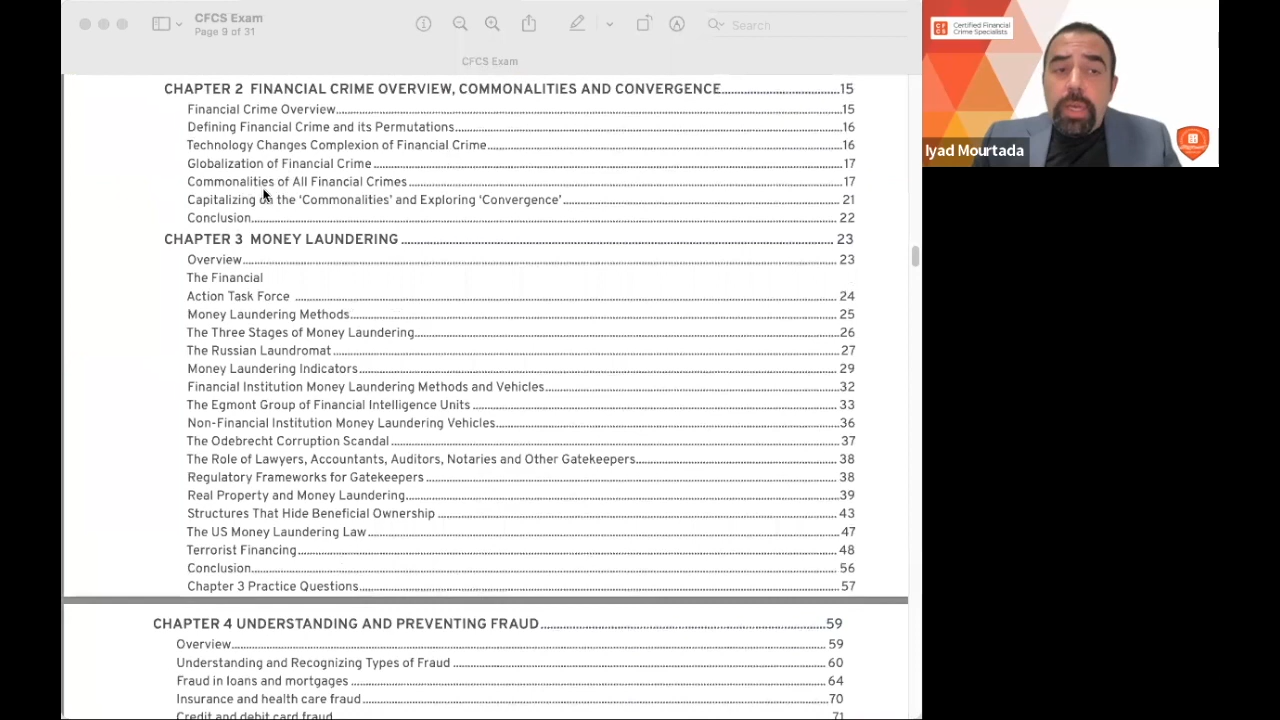 CFCS Exam
Page 9 of 31
Search
CFCS Exam
CHAPTER 2 FINANCIAL CRIME OVERVIEW, COMMONALITIES AND CONVERGENCE 15
Financial Crime Overview 15
Defining Financial Crime and its Permutations 16
Technology Changes Complexion of Financial Crime 16
Globalization of Financial Crime 17
Commonalities of All Financial Crimes 17
Capitalizing on the ‘Commonalities’ and Exploring ‘Convergence’ 21
Conclusion 22
CHAPTER 3 MONEY LAUNDERING 23
Overview 23
The Financial
Action Task Force 24
Money Laundering Methods 25
The Three Stages of Money Laundering 26
The Russian Laundromat 27
Money Laundering Indicators 29
Financial Institution Money Laundering Methods and Vehicles 32
The Egmont Group of Financial Intelligence Units 33
Non-Financial Institution Money Laundering Vehicles 36
The Odebrecht Corruption Scandal 37
The Role of Lawyers, Accountants, Auditors, Notaries and Other Gatekeepers 38
Regulatory Frameworks for Gatekeepers 38
Real Property and Money Laundering 39
Structures That Hide Beneficial Ownership 43
The US Money Laundering Law 47
Terrorist Financing 48
Conclusion 56
Chapter 3 Practice Questions 57
CHAPTER 4 UNDERSTANDING AND PREVENTING FRAUD 59
Overview 59
Understanding and Recognizing Types of Fraud 60
Fraud in loans and mortgages 64
Insurance and health care fraud 70
Credit and debit card fraud 71
Certified Financial
Crime Specialists
Iyad Mourtada